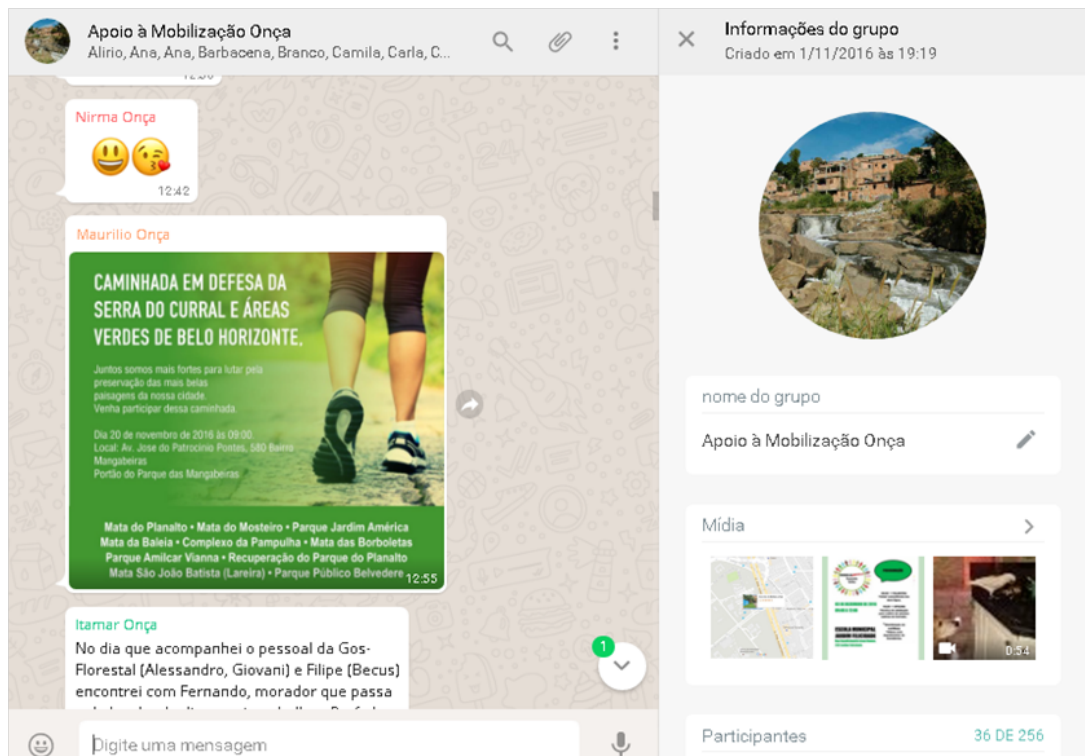 Apoio à Mobilização Onça
Alirio, Ana, Ana, Barbacena, Branco, Camila, Carla, C...
Nirma Onça
12:42
Maurilio Onça
CAMINHADA EM DEFESA DA
SERRA DO CURRAL E ÁREAS
VERDES DE BELO HORIZONTE.
Juntos somos mais fortes para lutar pela
preservação das mais belas
paisagens da nossa cidade.
Venha participar dessa caminhada
Dia 20 de novembro de 2016 às 09:00.
Local: Av. Jose do Patrocinio Pontes, 580 Bairro
Mangabeiras
Portão do Parque das Mangabeiras
Mata do Planalto • Mata do Mosteiro • Parque Jardim América
Mata da Baleia • Complexo da Pampulha • Mata das Borboletas
Parque Amilcar Vianna • Recuperação do Parque do Planalto
Mata São João Batista (Lareira) • Parque Público Belvedere
12:55
Itamar Onça
No dia que acompanhei o pessoal da Gos-
Florestal (Alessandro, Giovani) e Filipe (Becus)
encontrei com Fernando, morador que passa
1
Digite uma mensagem
Informações do grupo
Criado em 1/11/2016 às 19:19
nome do grupo
Apoio à Mobilização Onça
Mídia
0:54
Participantes
36 DE 256